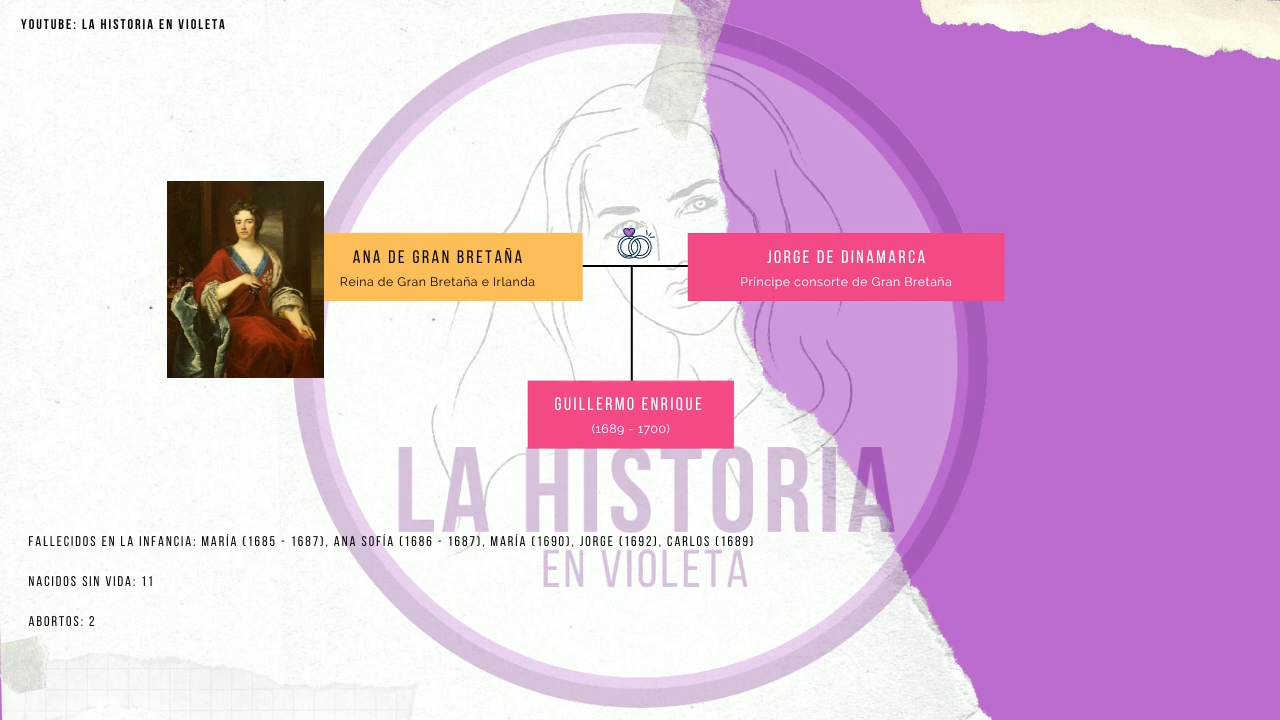 YOUTUBE: LA HISTORIA EN VIOLETA
ANA DE GRAN BRETAÑA
Reina de Gran Bretaña e Irlanda
JORGE DE DINAMARCA
Príncipe consorte de Gran Bretaña
GUILLERMO ENRIQUE
(1689 - 1700)
LA HISTORIA
FALLECIDOS EN LA INFANCIA: MARÍA (1685 - 1687), ANA SOFÍA (1686 - 1687), MARÍA (1690), JORGE (1692), CARLOS (1689)
EN VIOLETA
NACIDOS SIN VIDA: 11
ABORTOS: 2